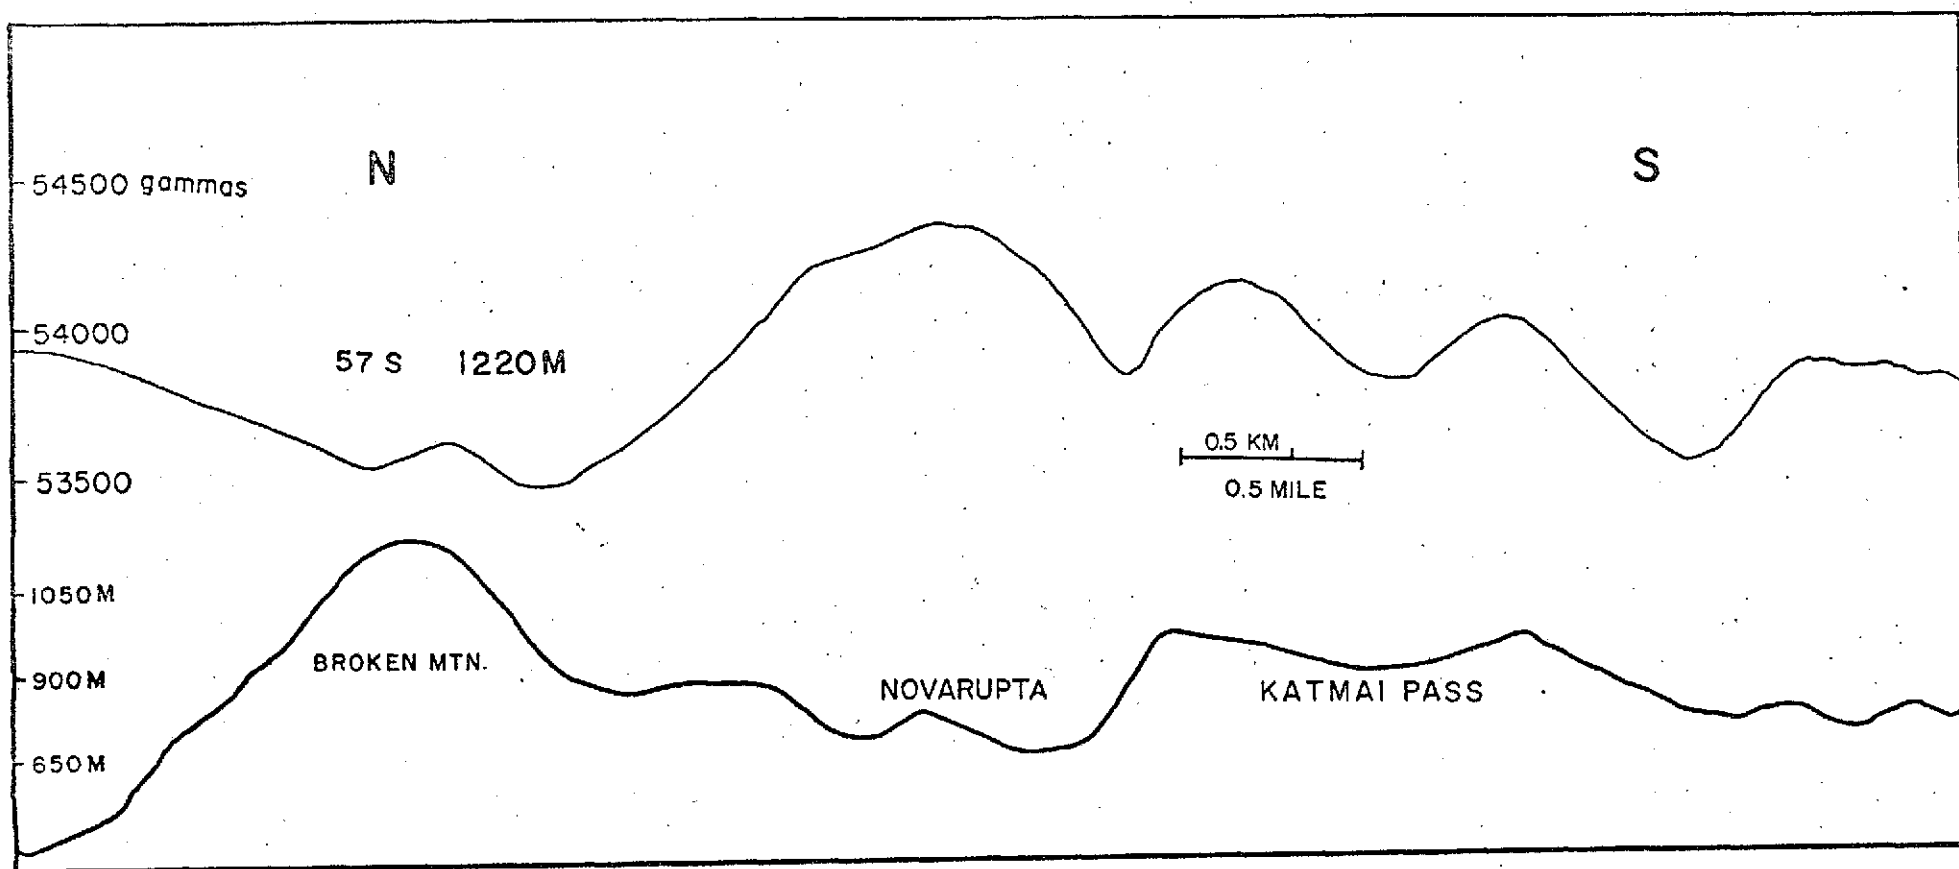 N
S
54500 gammas
54000
57 S 1220M
53500
0.5 KM
0.5 MILE
1050M
BROKEN MTN.
900M
NOVARUPTA
KATMAI PASS
650M